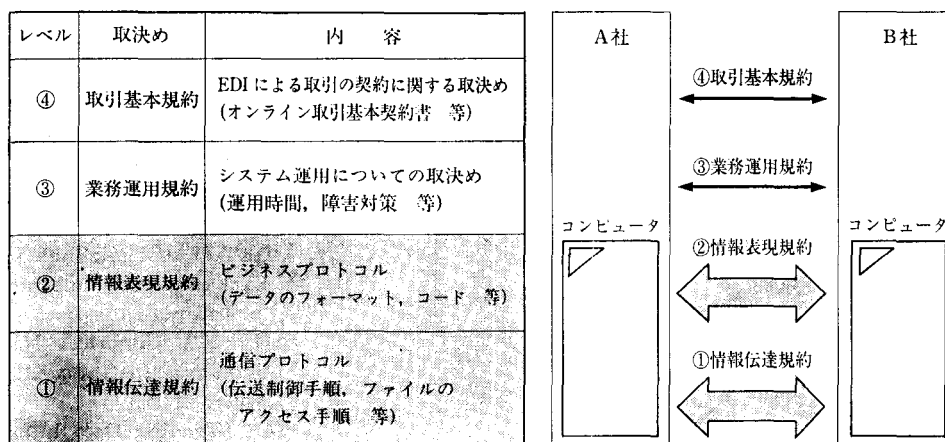 レベル 取決め 内 容
④ 取引基本規約 EDIによる取引の契約に関する取決め
(オンライン取引基本契約書 等)
③ 業務運用規約 システム運用についての取決め
(運用時間，障害対策 等)
② 情報表現規約 ビジネスプロトコル
(データのフォーマット，コード 等)
① 情報伝達規約 通信プロトコル
(伝送制御手順，ファイルの
アクセス手順 等)
A社 B社
④取引基本規約
③業務運用規約
コンピュータ コンピュータ
②情報表現規約
①情報伝達規約